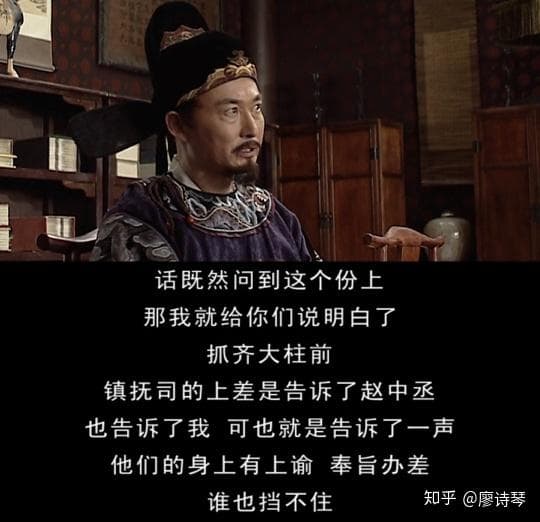 话既然问到这个份上
那我就给你们说明白了
抓齐大柱前
镇抚司的上差是告诉了赵中丞
也告诉了我 可也就是告诉了一声
他们的身上有上谕 奉旨办差
谁也挡不住
知乎 @廖诗琴